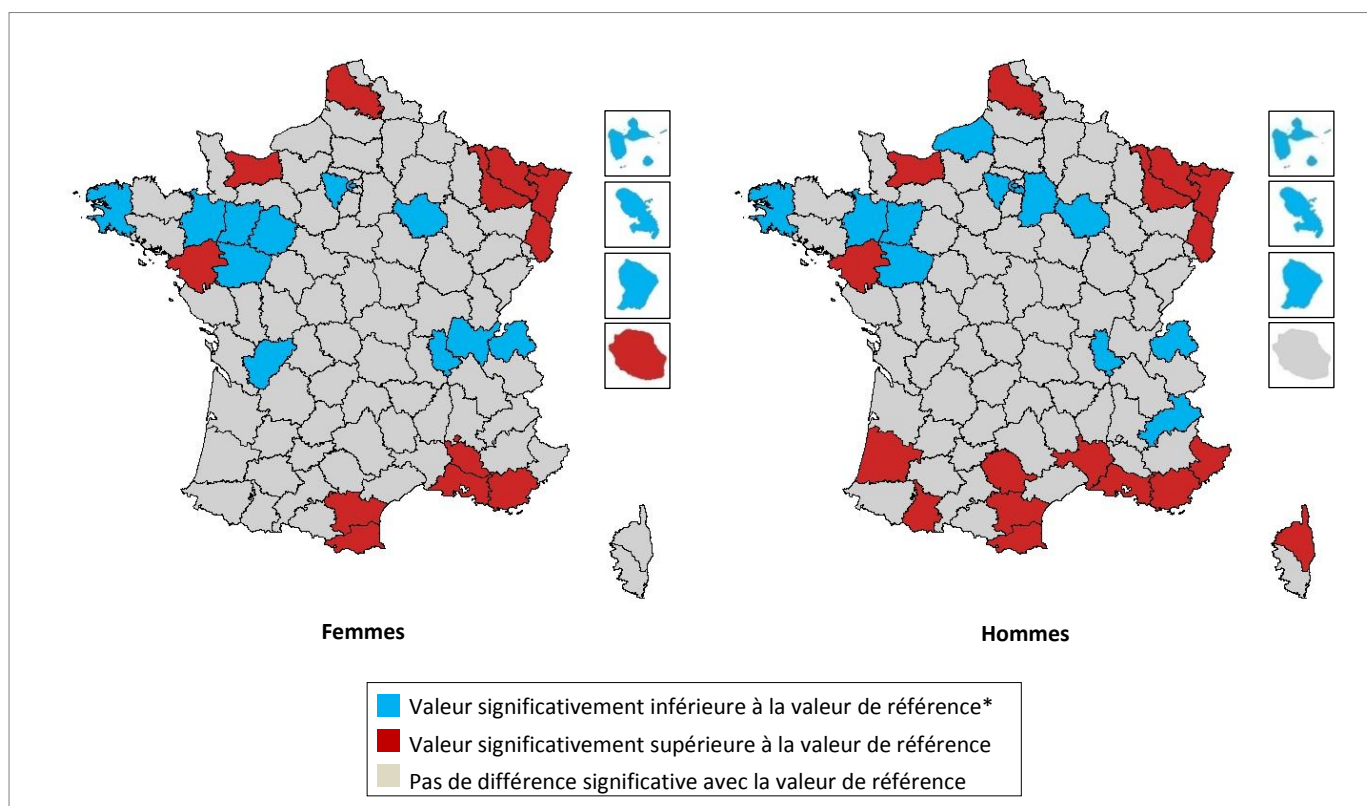 Femmes
Hommes
Valeur significativement inférieure à la valeur de référence*
Valeur significativement supérieure à la valeur de référence
Pas de différence significative avec la valeur de référence